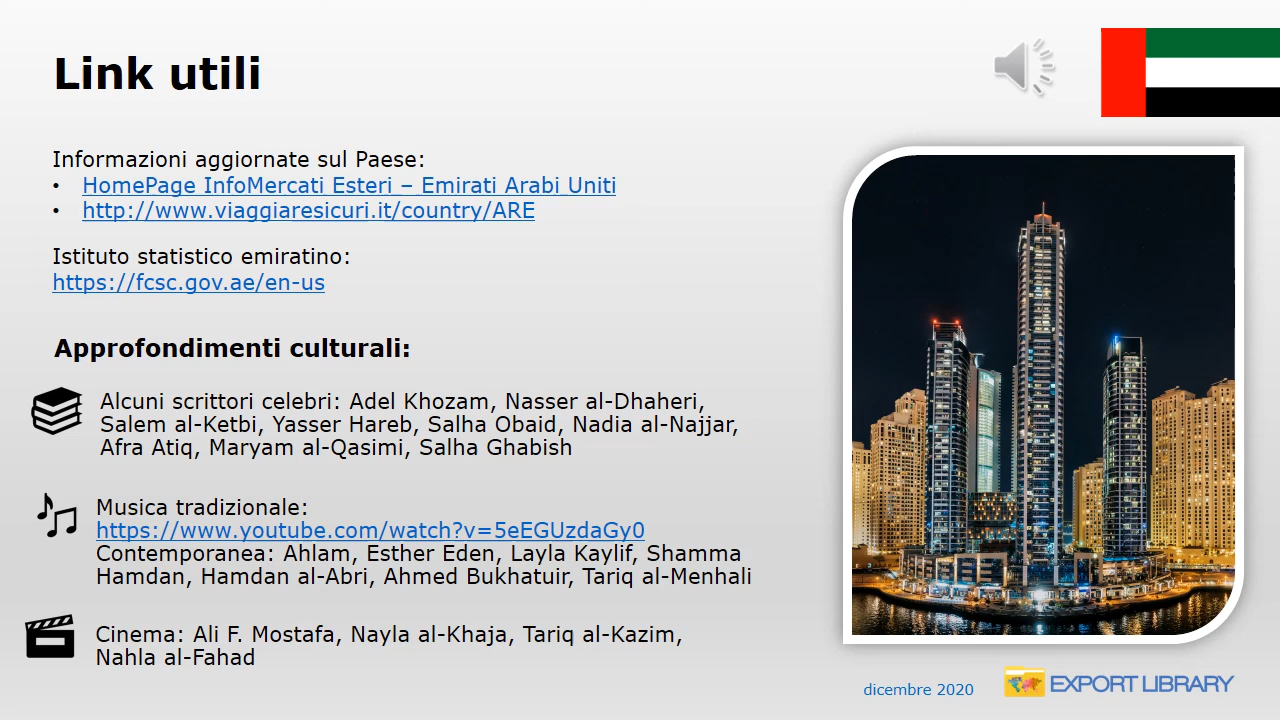 Link utili
Informazioni aggiornate sul Paese:
• HomePage InfoMercati Esteri – Emirati Arabi Uniti
• http://www.viaggiaresicuri.it/country/ARE
Istituto statistico emiratino:
https://fcsc.gov.ae/en-us
Approfondimenti culturali:
Alcuni scrittori celebri: Adel Khozam, Nasser al-Dhaheri,
Salem al-Ketbi, Yasser Hareb, Salha Obaid, Nadia al-Najjar,
Afra Atiq, Maryam al-Qasimi, Salha Ghabish
Musica tradizionale:
https://www.youtube.com/watch?v=5eEGUzdaGy0
Contemporanea: Ahlam, Esther Eden, Layla Kaylif, Shamma
Hamdan, Hamdan al-Abri, Ahmed Bukhatuir, Tariq al-Menhali
Cinema: Ali F. Mostafa, Nayla al-Khaja, Tariq al-Kazim,
Nahla al-Fahad
dicembre 2020
EXPORT LIBRARY